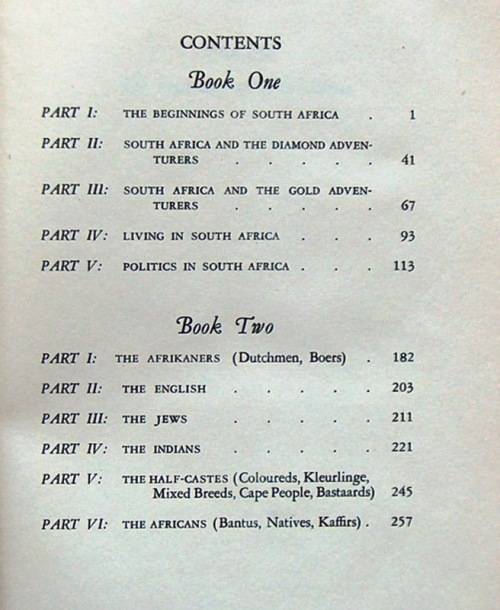 CONTENTS
Book One
PART I: THE BEGINNINGS OF SOUTH AFRICA . 1
PART II: SOUTH AFRICA AND THE DIAMOND ADVEN-
TURERS . . . . . 41
PART III: SOUTH AFRICA AND THE GOLD ADVEN-
TURERS . . . . . 67
PART IV: LIVING IN SOUTH AFRICA . . . 93
PART V: POLITICS IN SOUTH AFRICA . . . 113
Book Two
PART I: THE AFRIKANERS (Dutchmen, Boers) . 182
PART II: THE ENGLISH . . . . . 203
PART III: THE JEWS . . . . . 211
PART IV: THE INDIANS . . . . . 221
PART V: THE HALF-CASTES (Coloureds, Kleurlinge,
Mixed Breeds, Cape People, Bastaards) 245
PART VI: THE AFRICANS (Bantus, Natives, Kaffirs) . 257